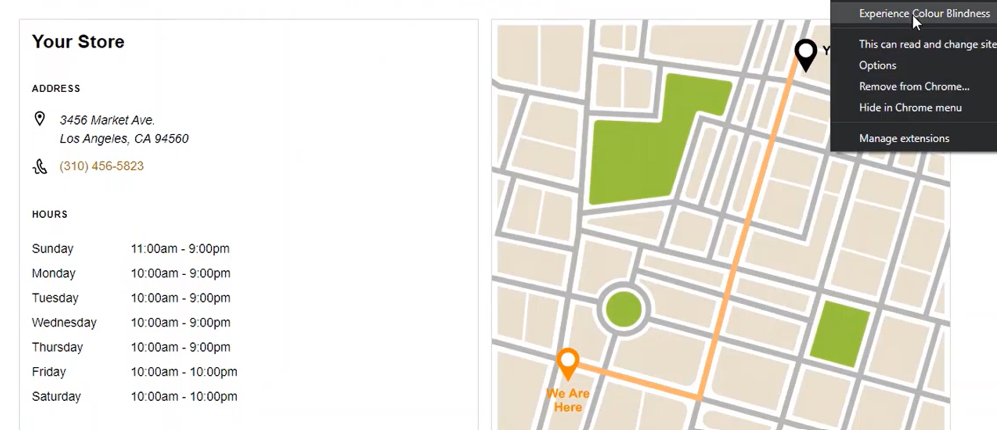 Your Store
ADDRESS
3456 Market Ave.
Los Angeles, CA 94560
(310) 456-5823
HOURS
Sunday 11:00am - 9:00pm
Monday 10:00am - 9:00pm
Tuesday 10:00am - 9:00pm
Wednesday 10:00am - 9:00pm
Thursday 10:00am - 9:00pm
Friday 10:00am - 10:00pm
Saturday 10:00am - 10:00pm
We Are
Here
Y
Experience Colour Blindness
This can read and change site
Options
Remove from Chrome...
Hide in Chrome menu
Manage extensions